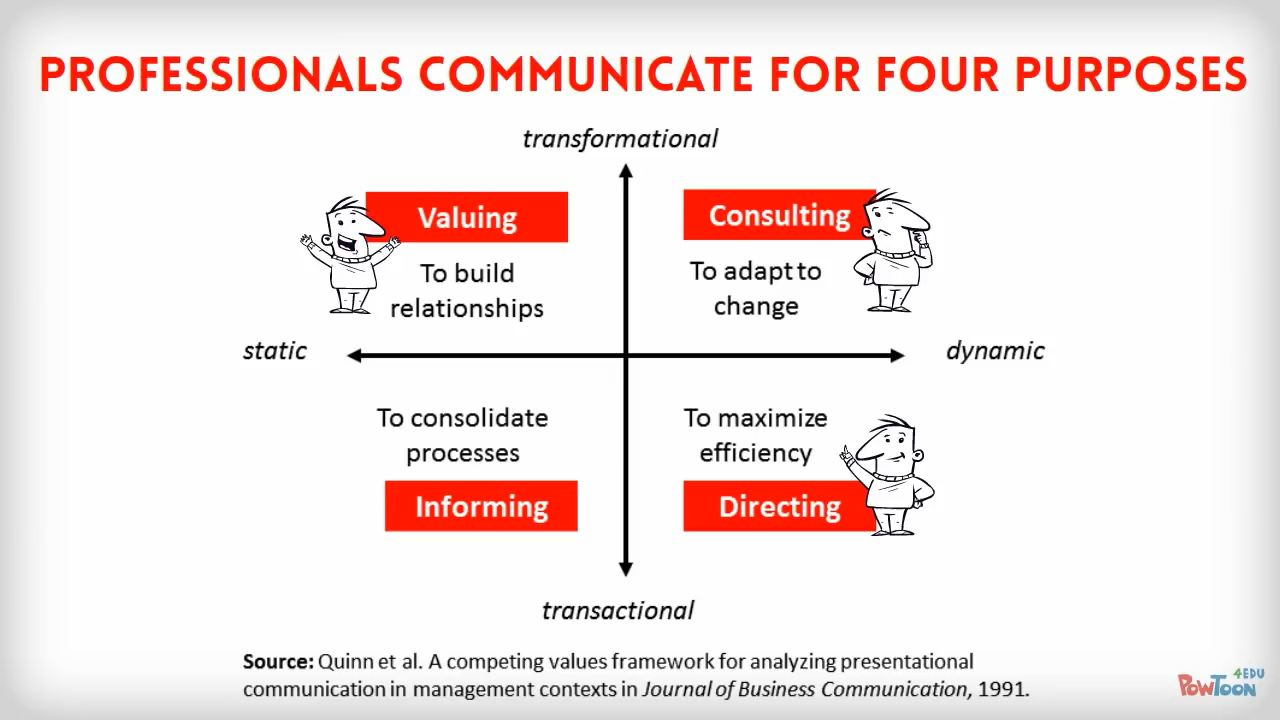 PROFESSIONALS COMMUNICATE FOR FOUR PURPOSES
transformational
Valuing
Consulting
To build
relationships
To adapt to
change
static
dynamic
To consolidate
processes
To maximize
efficiency
Informing
Directing
transactional
Source: Quinn et al. A competing values framework for analyzing presentational
communication in management contexts in Journal of Business Communication, 1991.
4EDU
POWTOON